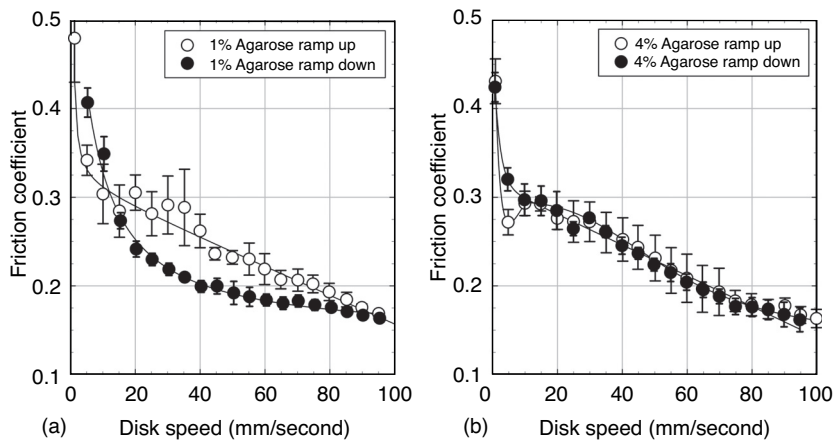 0.5
0.4
0.3
0.2
0.1
Friction coefficient
1% Agarose ramp up
1% Agarose ramp down
0 20 40 60 80 100
(a) Disk speed (mm/second)
0.5
0.4
0.3
0.2
0.1
Friction coefficient
4% Agarose ramp up
4% Agarose ramp down
0 20 40 60 80 100
(b) Disk speed (mm/second)